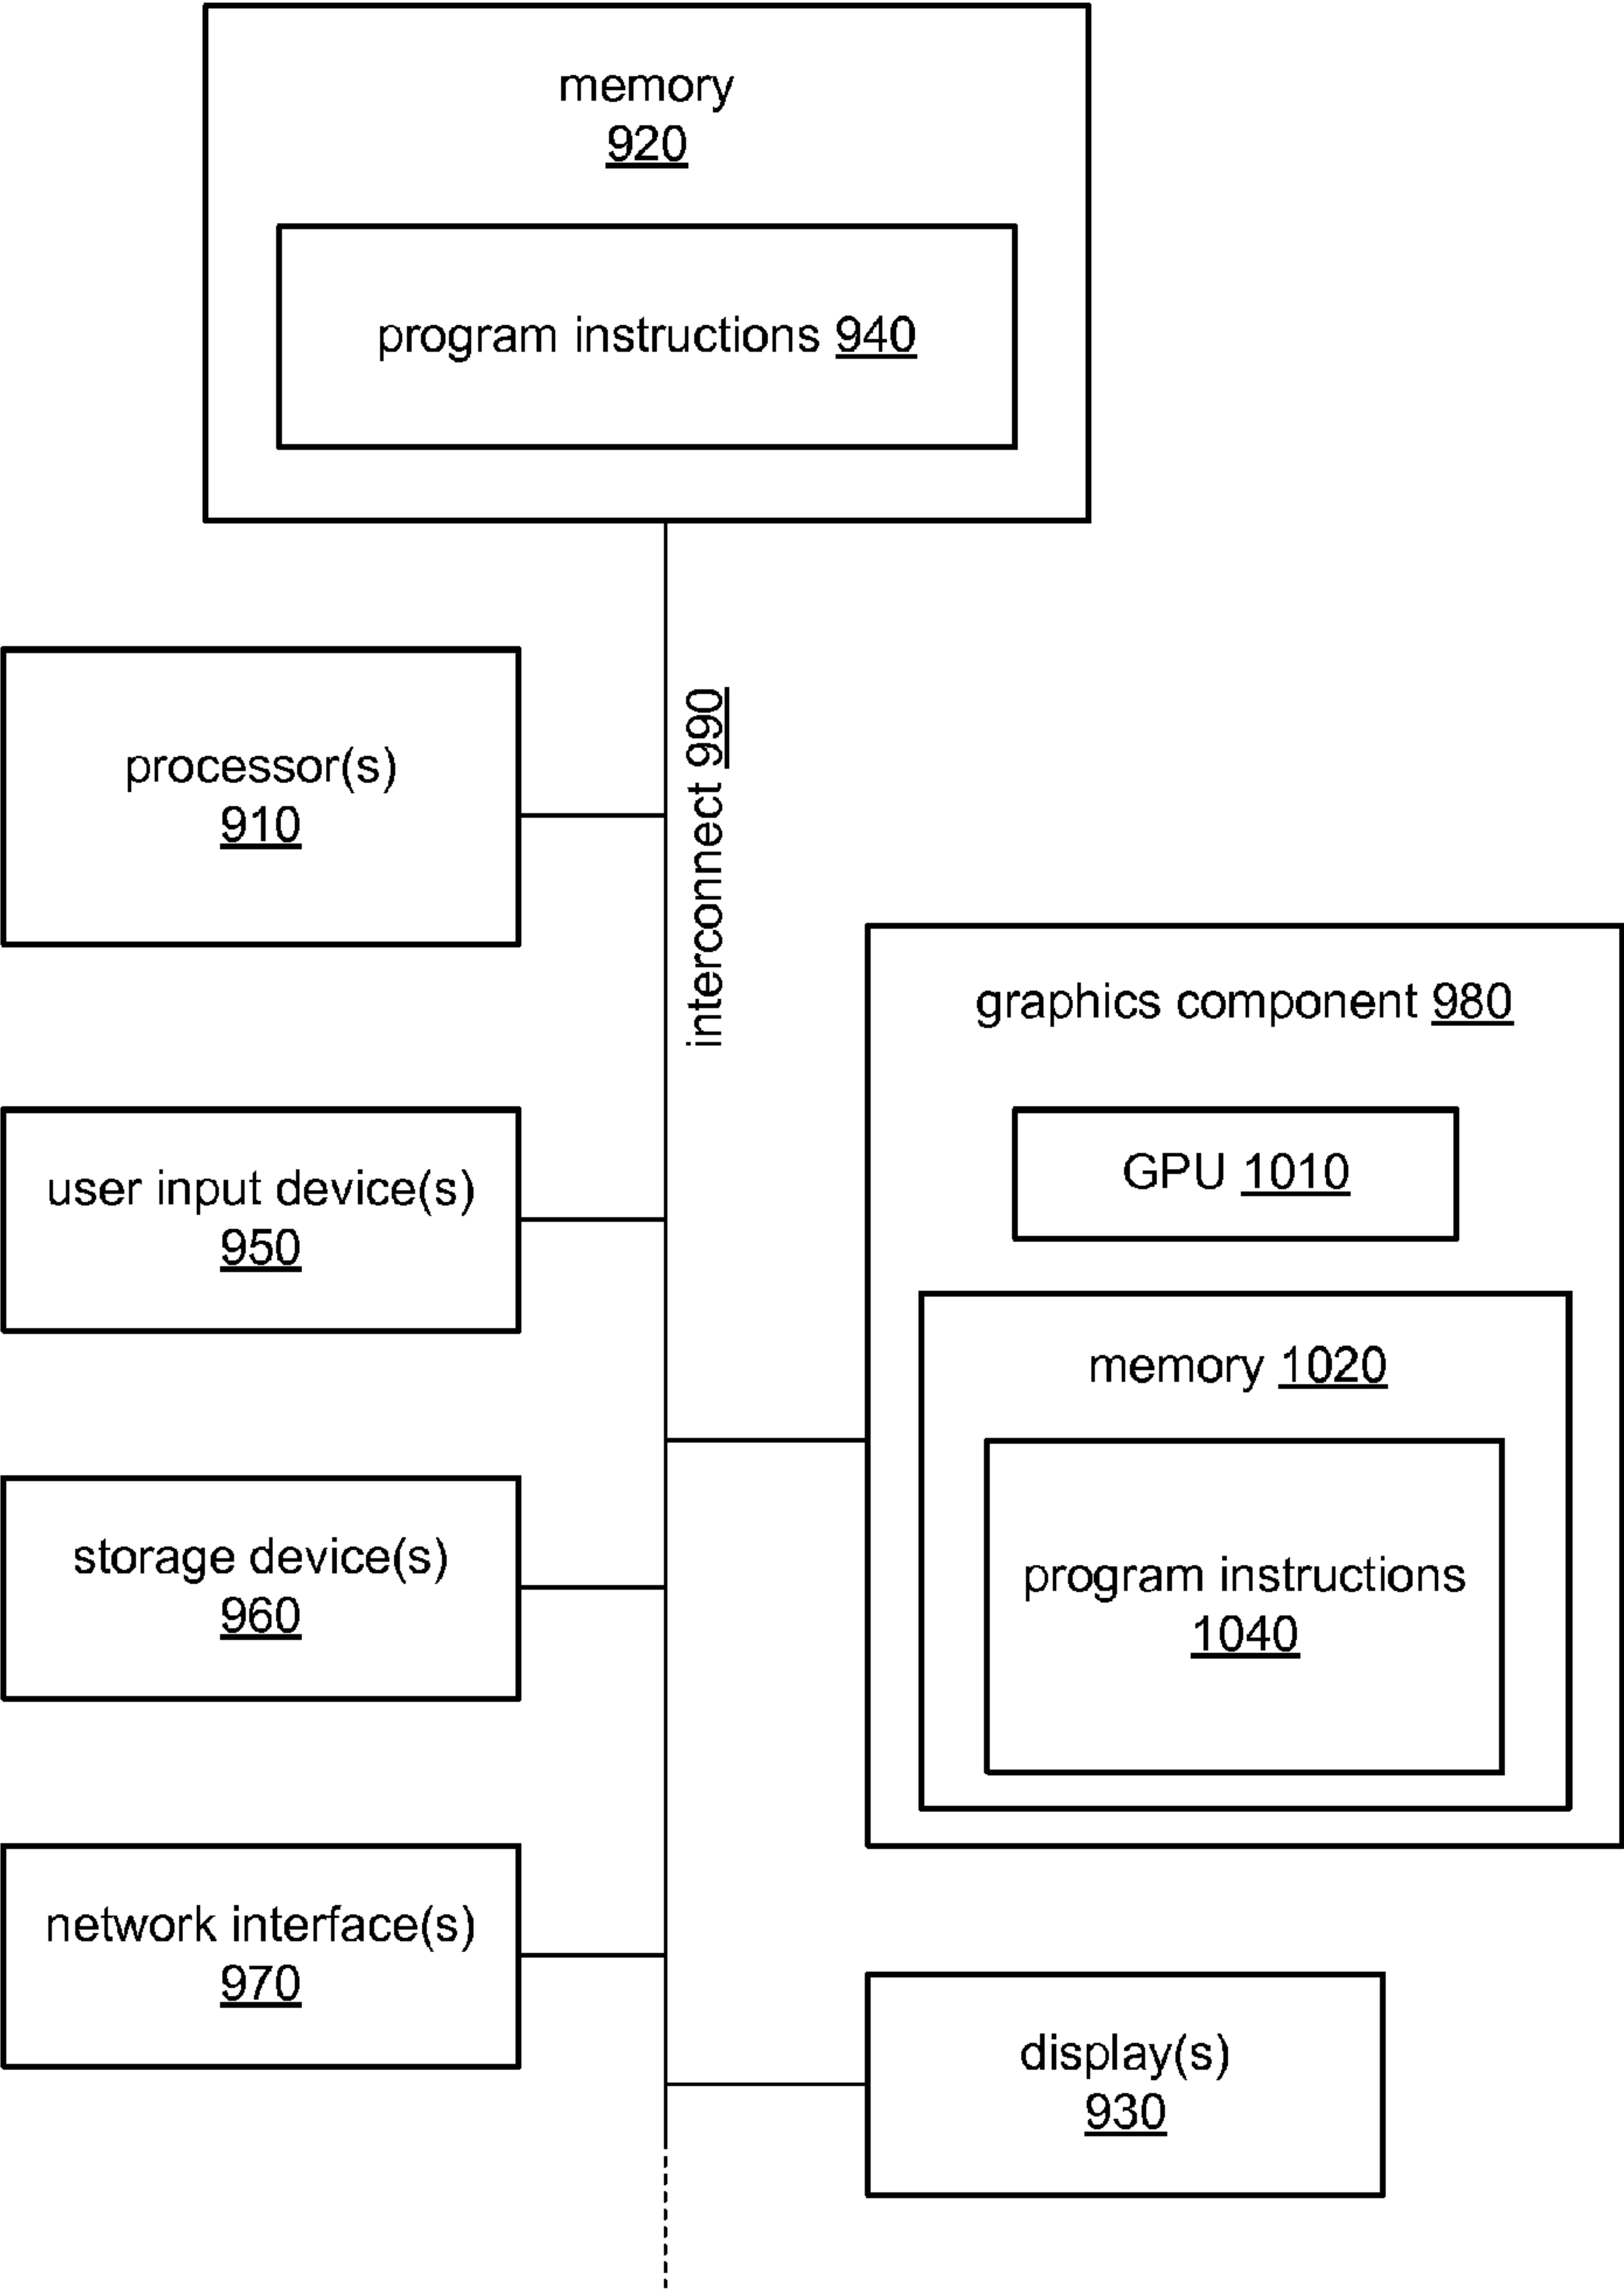 memory
920
program instructions 940
processor(s)
910
interconnect 990
graphics component 980
GPU 1010
user input device(s)
950
memory 1020
storage device(s)
960
program instructions
1040
network interface(s)
970
display(s)
930